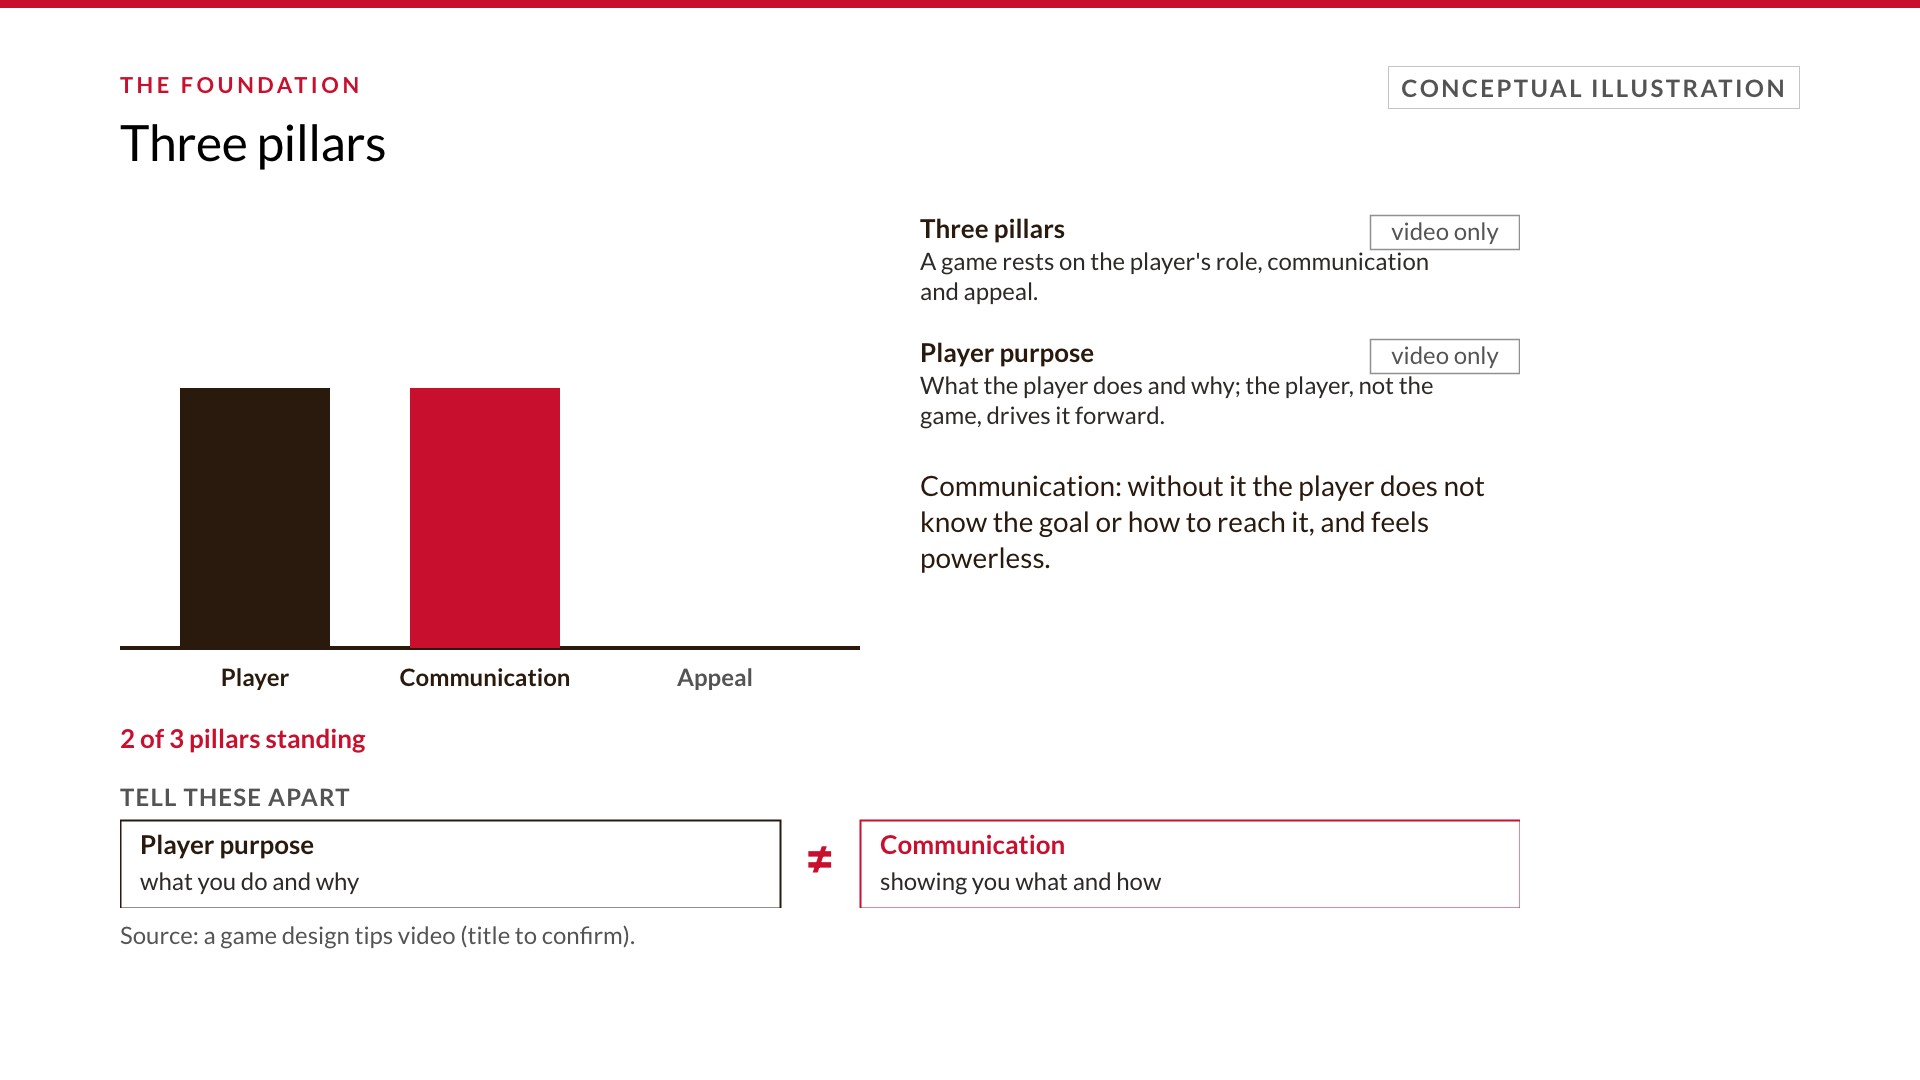 THE FOUNDATION
CONCEPTUAL ILLUSTRATION
Three pillars
Three pillars
video only
A game rests on the player's role, communication
and appeal.
Player purpose
video only
What the player does and why; the player, not the
game, drives it forward.
Communication: without it the player does not
know the goal or how to reach it, and feels
powerless.
Player
Communication
Appeal
2 of 3 pillars standing
TELL THESE APART
Player purpose
what you do and why
≠
Communication
showing you what and how
Source: a game design tips video (title to confirm).